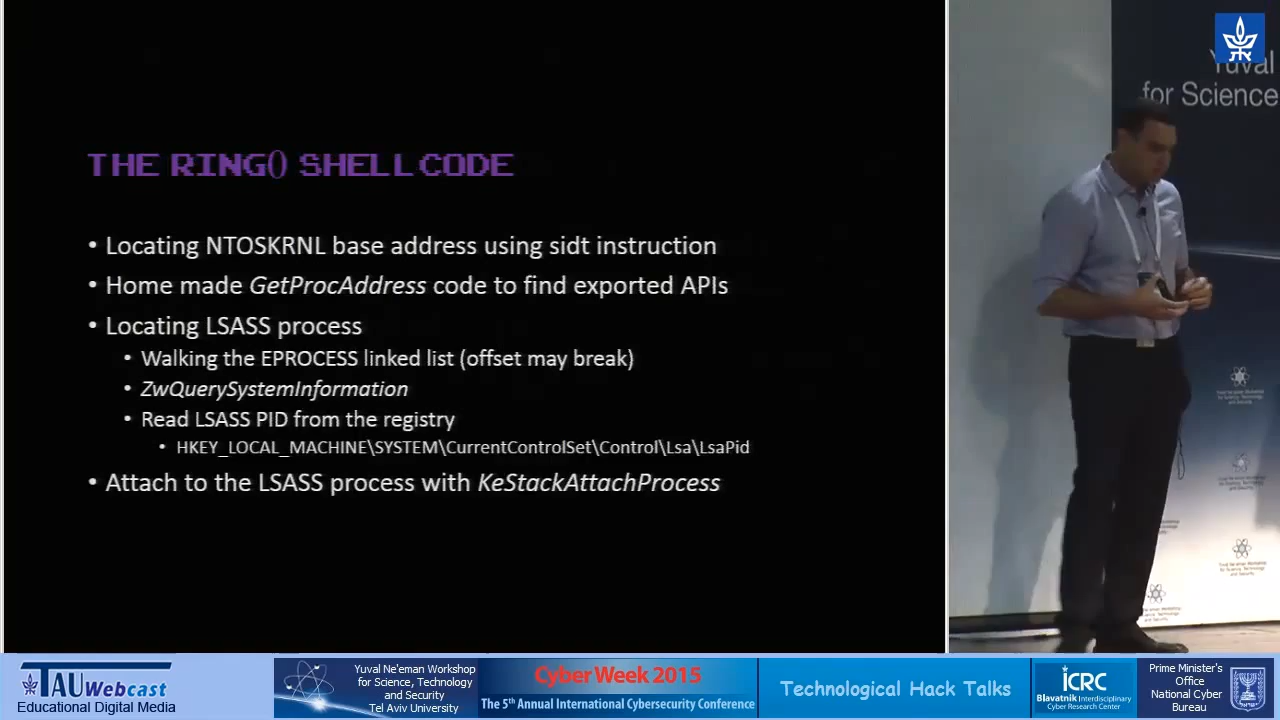 THE RING0 SHELLCODE
• Locating NTOSKRNL base address using sidt instruction
• Home made GetProcAddress code to find exported APIs
• Locating LSASS process
• Walking the EPROCESS linked list (offset may break)
• ZwQuerySystemInformation
• Read LSASS PID from the registry
• HKEY_LOCAL_MACHINE\SYSTEM\CurrentControlSet\Control\Lsa\LsaPid
• Attach to the LSASS process with KeStackAttachProcess
Yuval
for Science
TAU Webcast
Educational Digital Media
Yuval Ne'eman Workshop
for Science, Technology
and Security
Tel Aviv University
Cyber Week 2015
The 5th Annual International Cybersecurity Conference
Technological Hack Talks
ICRC
Blavatnik Interdisciplinary
Cyber Research Center
Prime Minister's
Office
National Cyber
Bureau